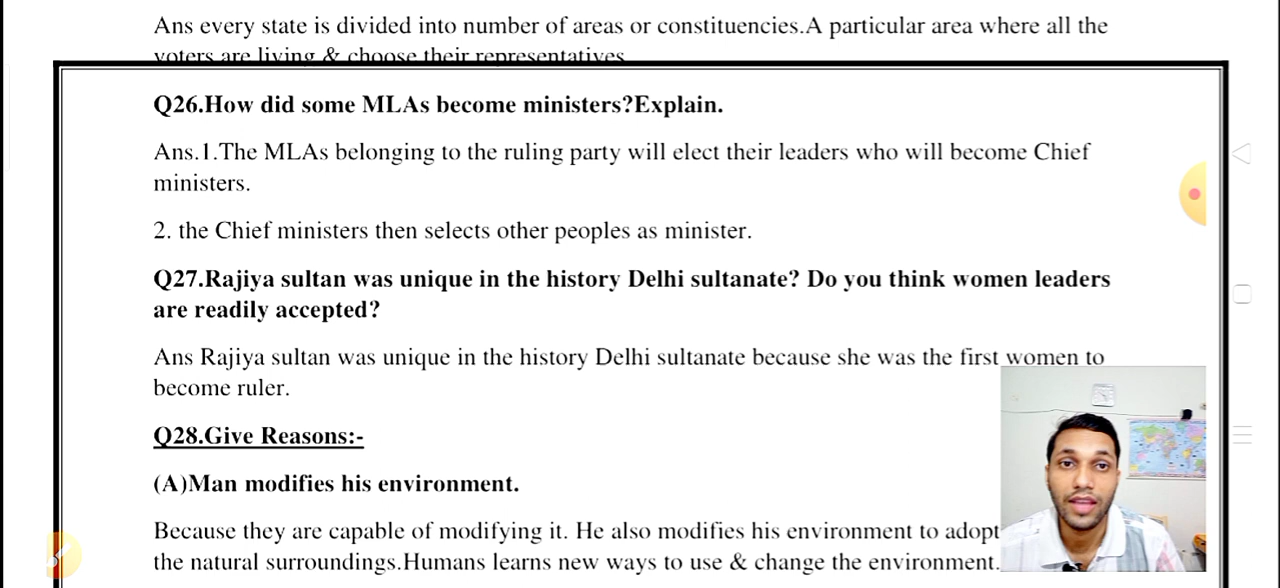 Ans every state is divided into number of areas or constituencies.A particular area where all the
voters are living & choose their representatives
Q26.How did some MLAs become ministers?Explain.
Ans.1.The MLAs belonging to the ruling party will elect their leaders who will become Chief
ministers.
2. the Chief ministers then selects other peoples as minister.
Q27.Rajiya sultan was unique in the history Delhi sultanate? Do you think women leaders
are readily accepted?
Ans Rajiya sultan was unique in the history Delhi sultanate because she was the first women to
become ruler.
Q28.Give Reasons:-
(A)Man modifies his environment.
Because they are capable of modifying it. He also modifies his environment to adopt
the natural surroundings.Humans learns new ways to use & change the environment.